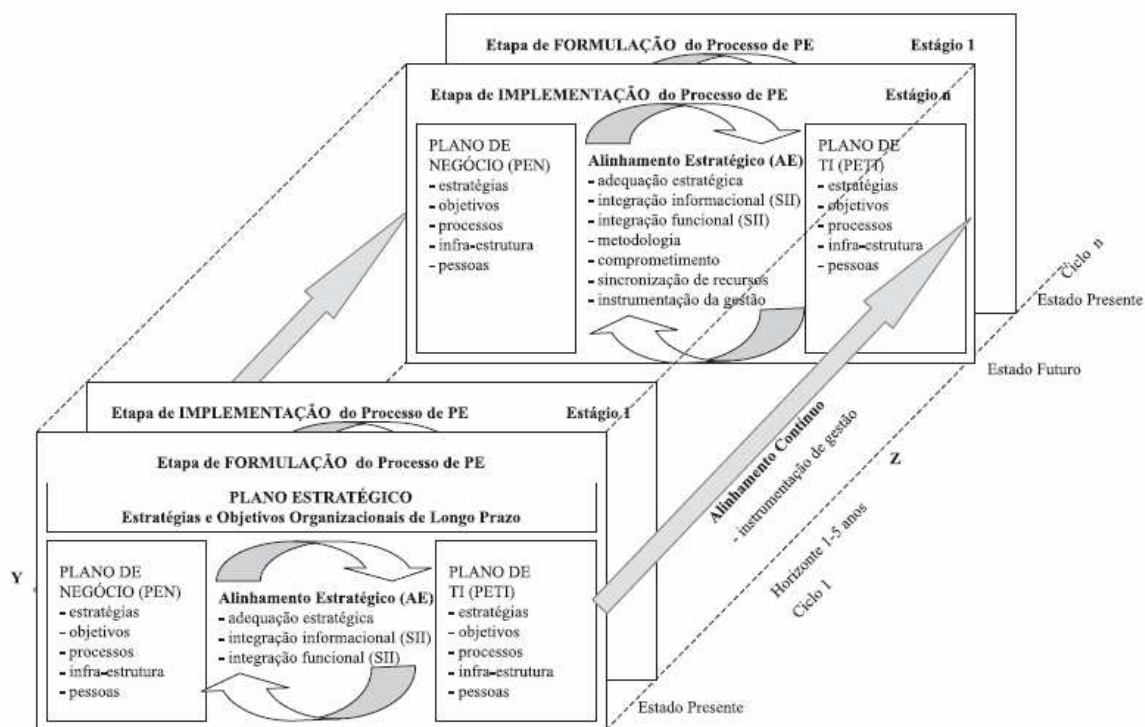 Etapa de FORMULAÇÃO do Processo de PE Estágio 1
Etapa de IMPLEMENTAÇÃO do Processo de PE Estágio n
PLANO DE
NEGÓCIO (PEN)
- estratégias
- objetivos
- processos
- infra-estrutura
- pessoas
Alinhamento Estratégico (AE)
- adequação estratégica
- integração informacional (SII)
- integração funcional (SII)
- metodologia
- comprometimento
- sincronização de recursos
- instrumentação da gestão
PLANO DE
TI (PETI)
- estratégias
- objetivos
- processos
- infra-estrutura
- pessoas
Ciclo n
Estado Presente
Estado Futuro
Etapa de IMPLEMENTAÇÃO do Processo de PE Estágio 1
Etapa de FORMULAÇÃO do Processo de PE
PLANO ESTRATÉGICO
Estratégias e Objetivos Organizacionais de Longo Prazo
Y
PLANO DE
NEGÓCIO (PEN)
- estratégias
- objetivos
- processos
- infra-estrutura
- pessoas
Alinhamento Estratégico (AE)
- adequação estratégica
- integração informacional (SII)
- integração funcional (SII)
PLANO DE
TI (PETI)
- estratégias
- objetivos
- processos
- infra-estrutura
- pessoas
Alinhamento Contínuo
- instrumentação de gestão
Z
Horizonte 1-5 anos
Ciclo 1
Estado Presente